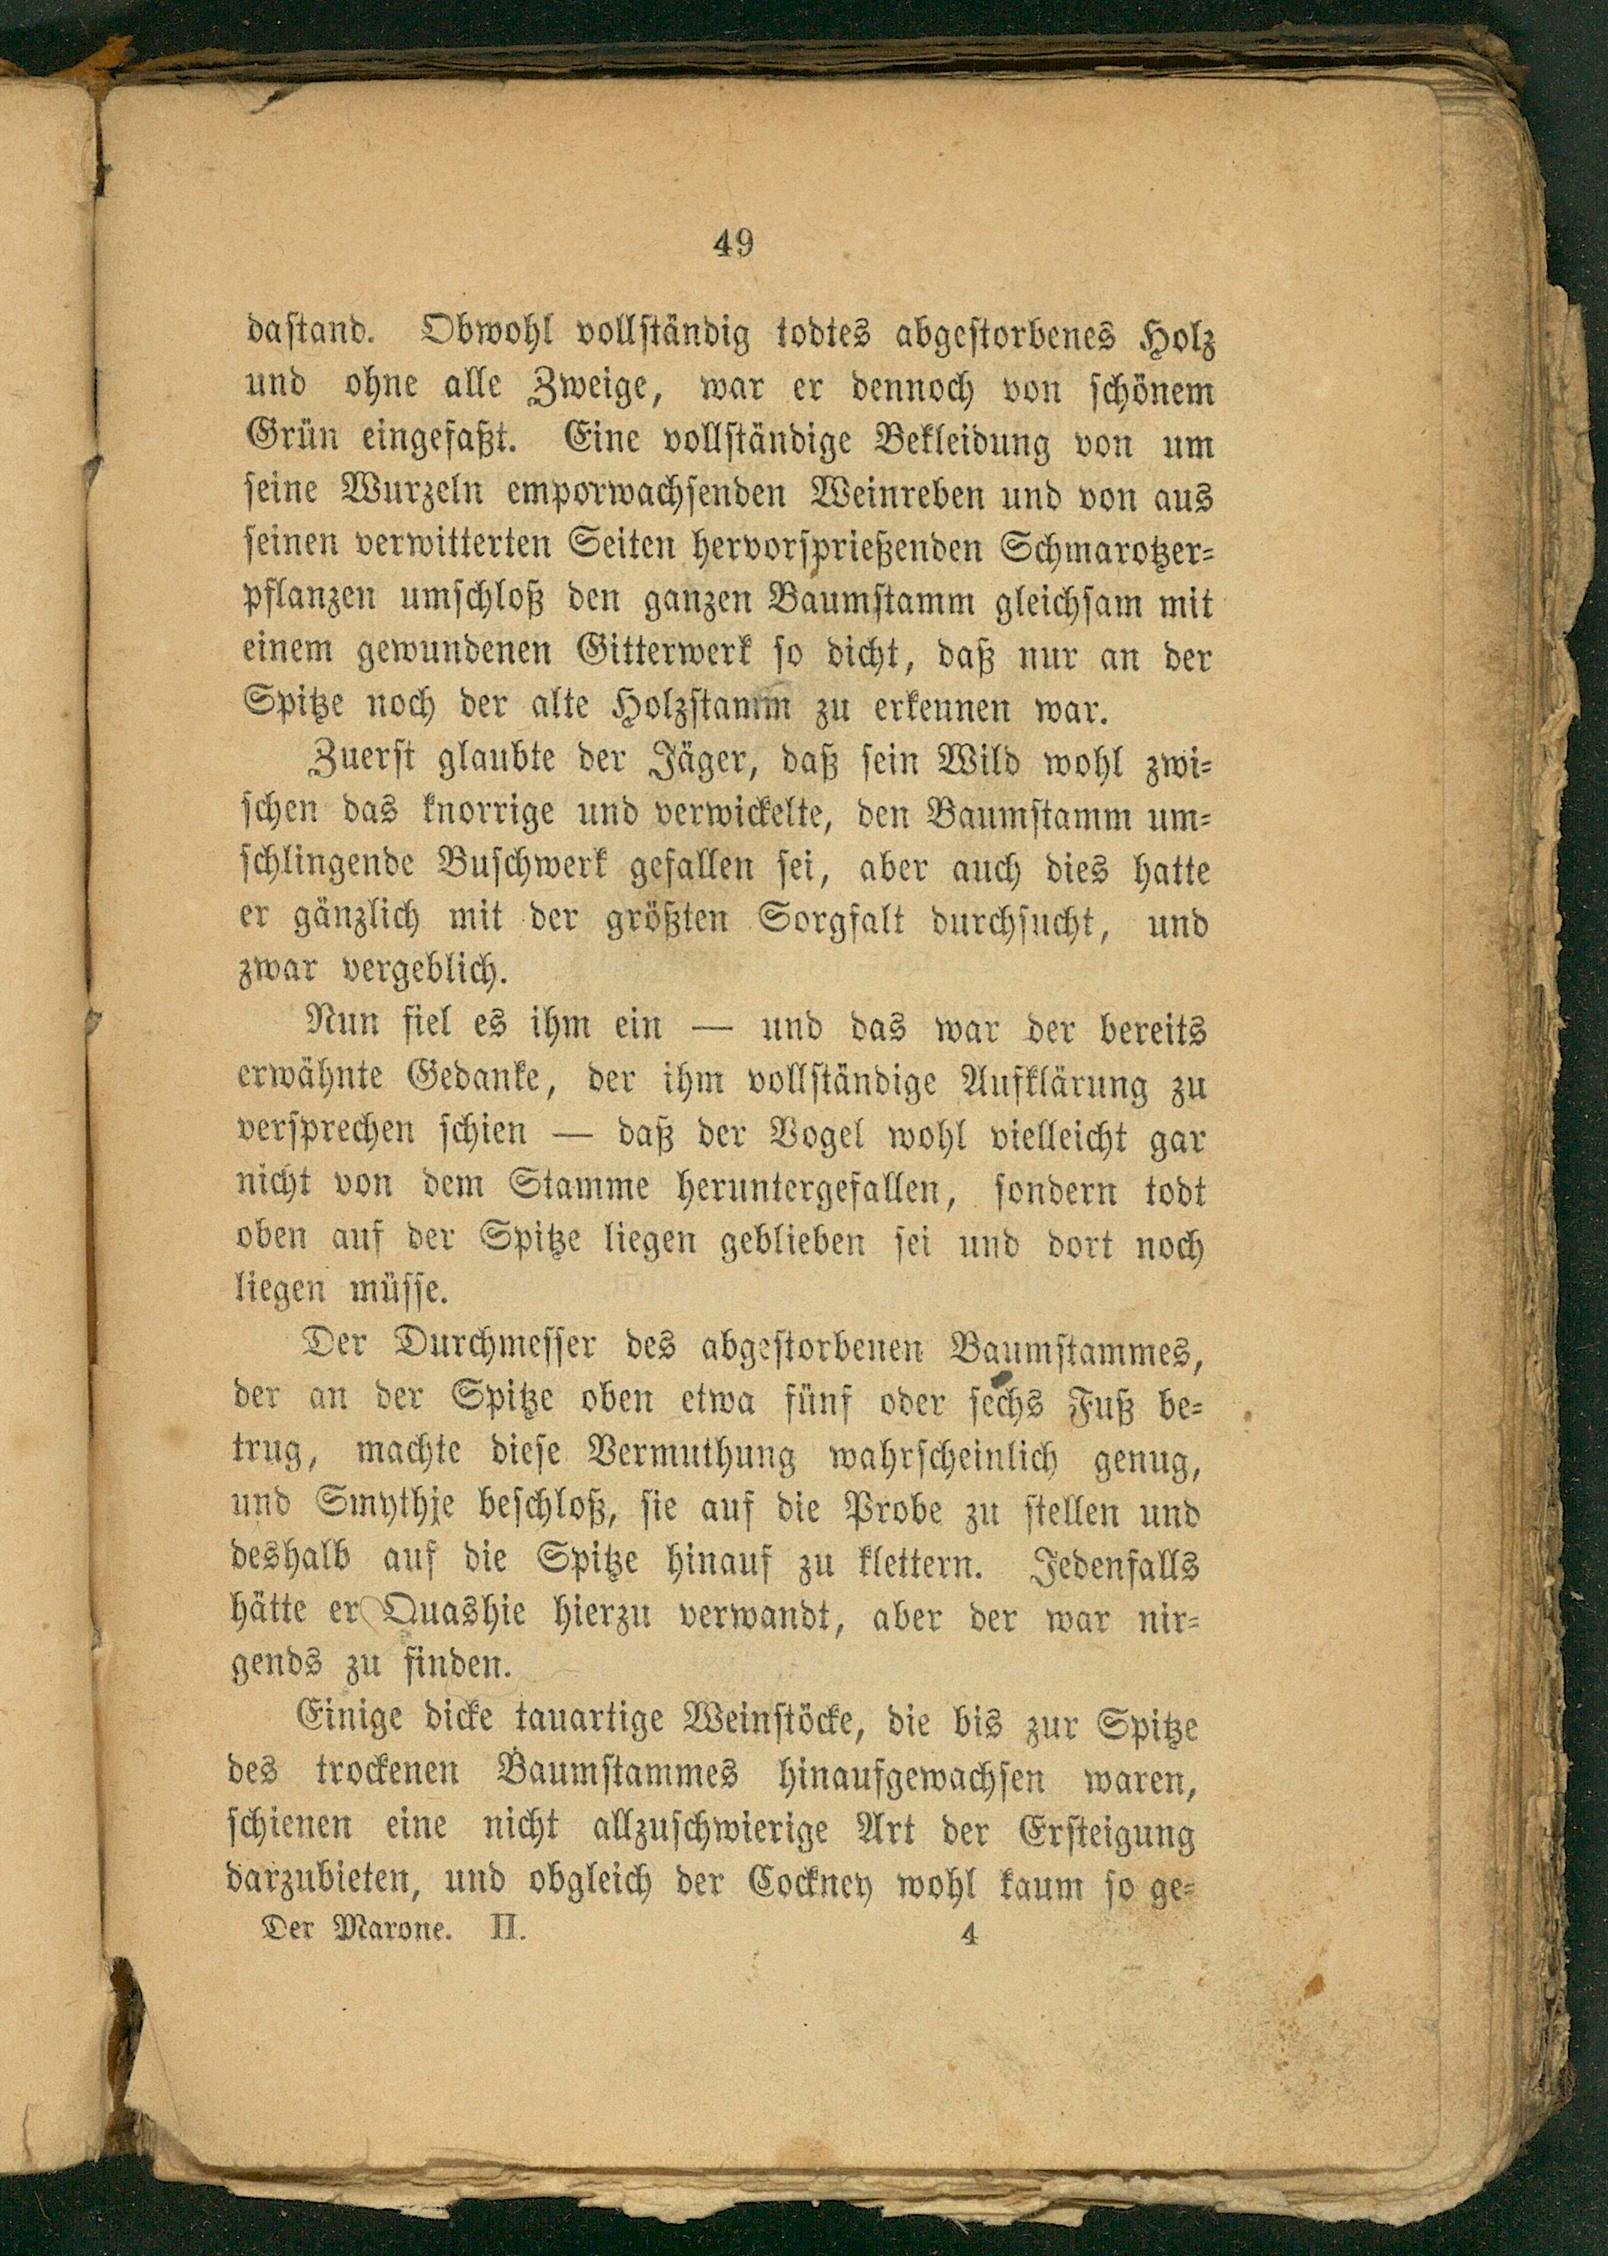 49
dastand. Obwohl vollständig todtes abgestorbenes Holz
und ohne alle Zweige, war er dennoch von schönem
Grün eingefaßt. Eine vollständige Bekleidung von um
seine Wurzeln emporwachsenden Weinreben und von aus
seinen verwitterten Seiten hervorsprießenden Schmarotzer-
pflanzen umschloß den ganzen Baumstamm gleichsam mit
einem gewundenen Gitterwerk so dicht, daß nur an der
Spitze noch der alte Holzstamm zu erkennen war.
Zuerst glaubte der Jäger, daß sein Wild wohl zwi-
schen das knorrige und verwickelte, den Baumstamm um-
schlingende Buschwerk gefallen sei, aber auch dies hatte
er gänzlich mit der größten Sorgfalt durchsucht, und
zwar vergeblich.
Nun fiel es ihm ein — und das war der bereits
erwähnte Gedanke, der ihm vollständige Aufklärung zu
versprechen schien — daß der Vogel wohl vielleicht gar
nicht von dem Stamme heruntergefallen, sondern todt
oben auf der Spitze liegen geblieben sei und dort noch
liegen müsse.
Der Durchmesser des abgestorbenen Baumstammes,
der an der Spitze oben etwa fünf oder sechs Fuß be-
trug, machte diese Vermuthung wahrscheinlich genug,
und Smythje beschloß, sie auf die Probe zu stellen und
deshalb auf die Spitze hinauf zu klettern. Jedenfalls
hätte er Quashie hierzu verwandt, aber der war nir-
gends zu finden.
Einige dicke tauartige Weinstöcke, die bis zur Spitze
des trockenen Baumstammes hinaufgewachsen waren,
schienen eine nicht allzuschwierige Art der Ersteigung
darzubieten, und obgleich der Cockney wohl kaum so ge-
Der Marone. II. 4